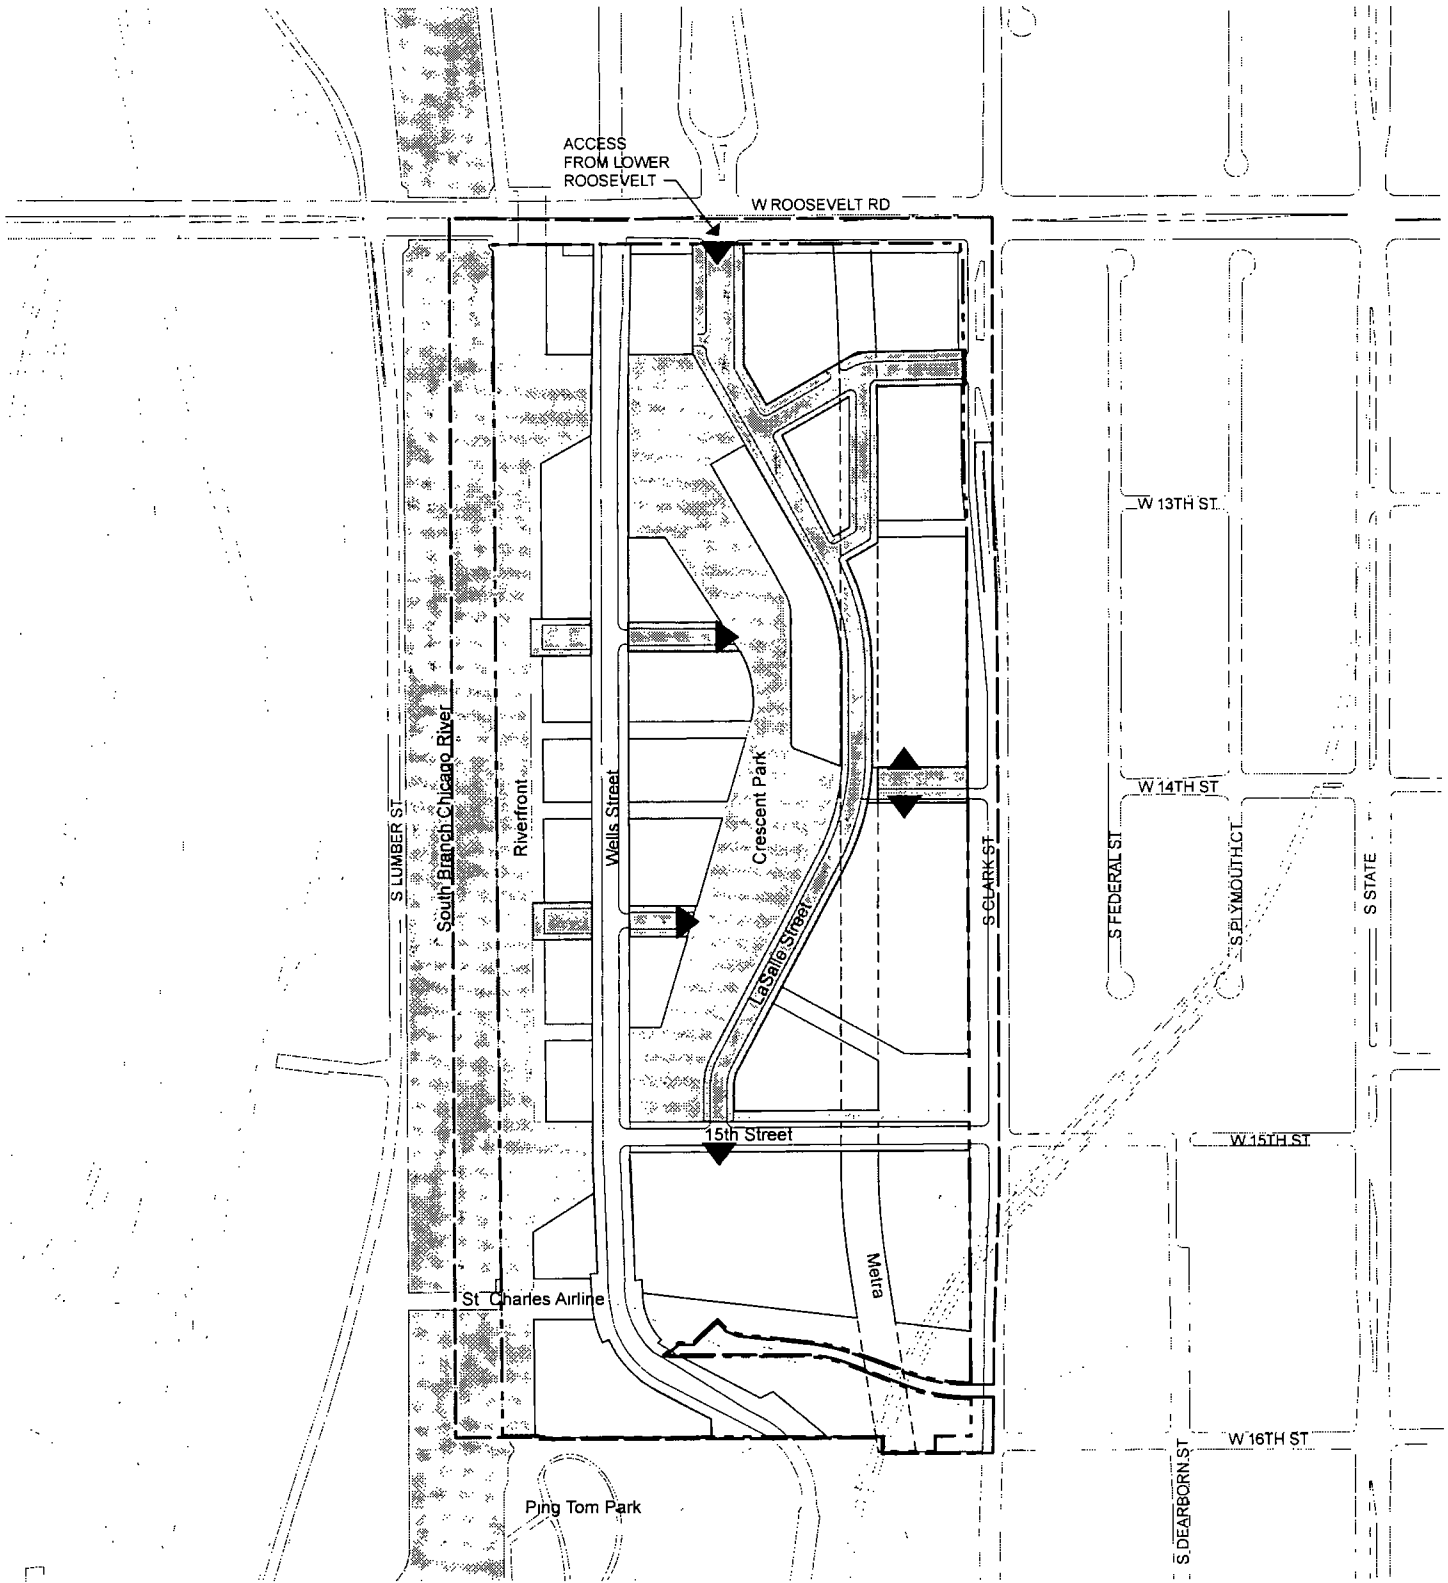 ACCESS
FROM LOWER
ROOSEVELT
W ROOSEVELT RD
W 13TH ST
S LUMBER ST
South Branch Chicago River
Riverfront
Wells Street
Crescent Park
W 14TH ST
S CLARK ST
S FEDERAL ST
S PLYMOUTH CT
S STATE
LaSalle Street
15th Street
W 15TH ST
Metra
St Charles Airline
W 16TH ST
S DEARBORN ST
Ping Tom Park